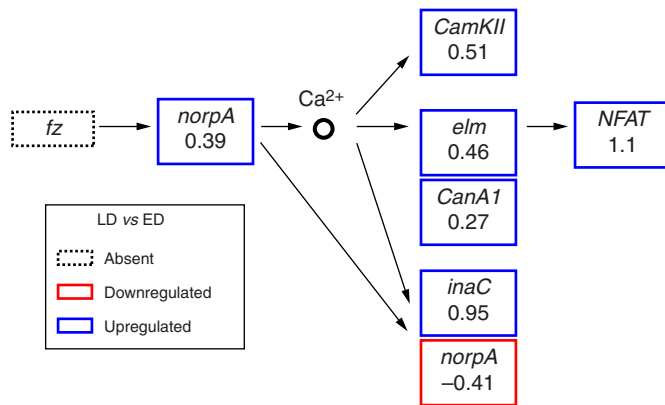 CamKII
0.51
Ca²⁺
fz
norpA
0.39
elm
0.46
NFAT
1.1
CanA1
0.27
LD vs ED
Absent
Downregulated
Upregulated
inaC
0.95
norpA
–0.41